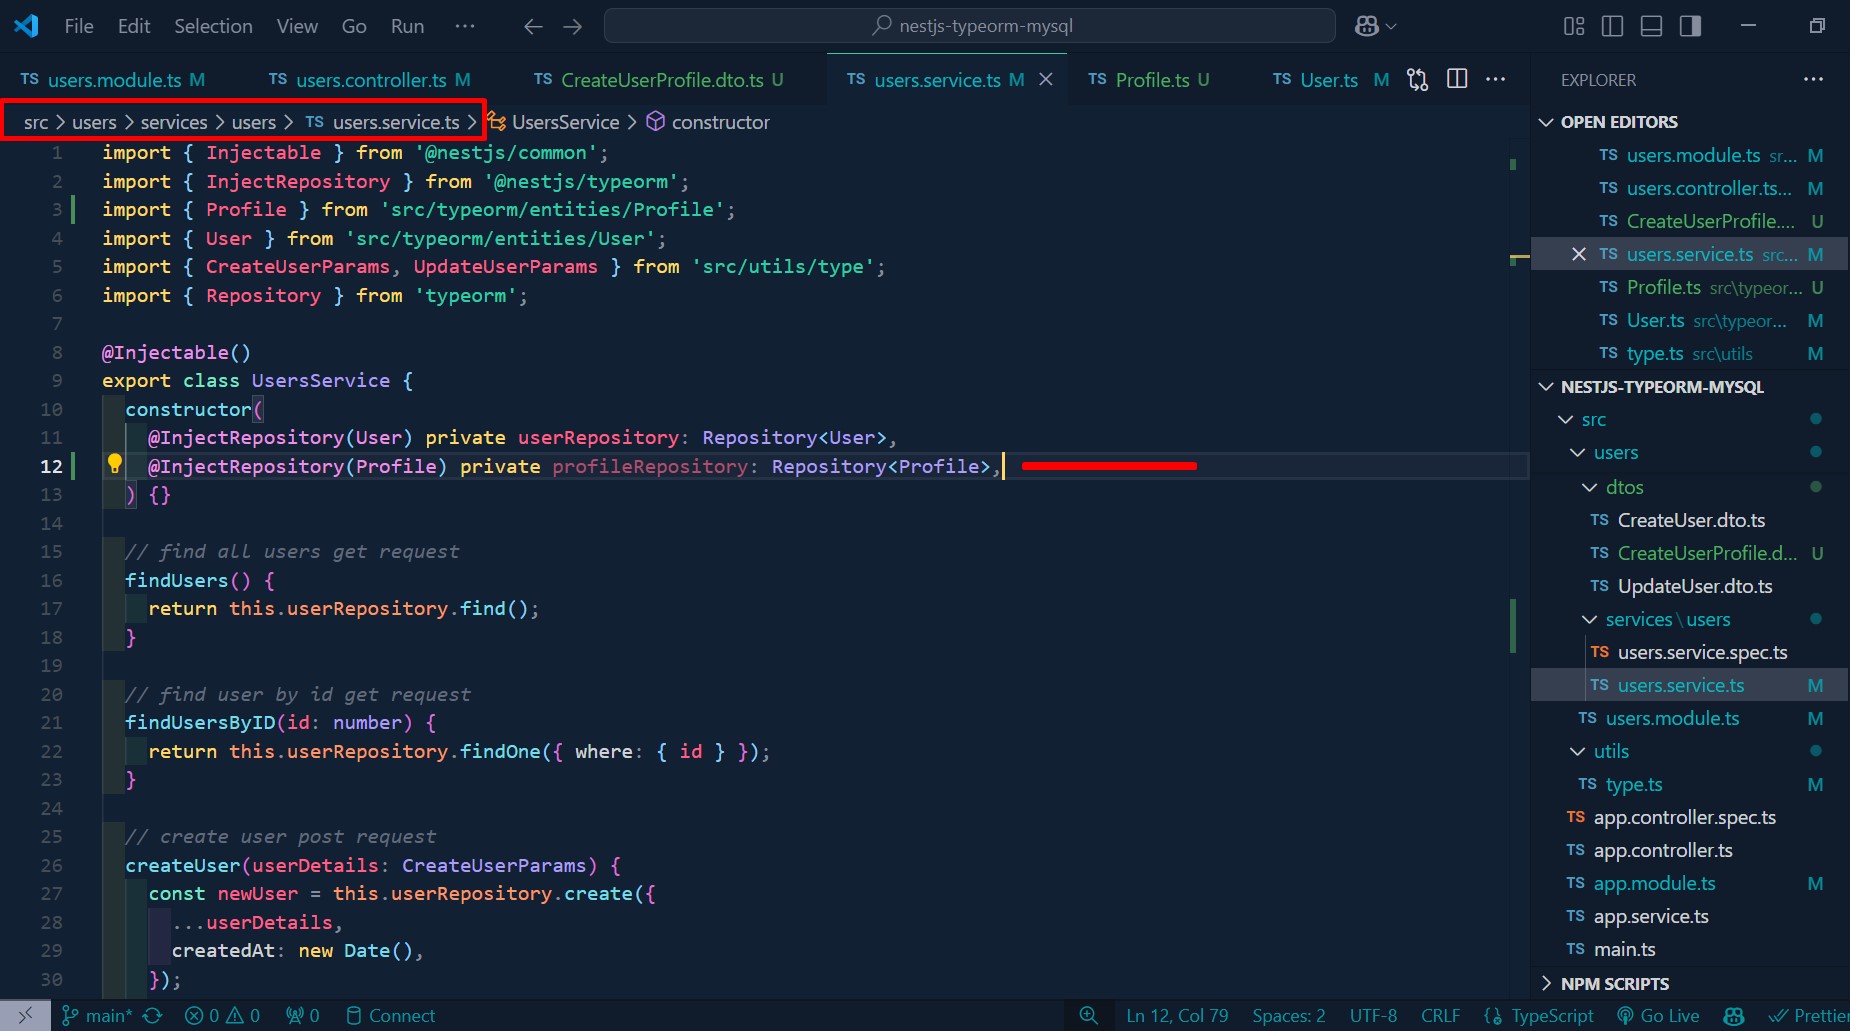 File Edit Selection View Go Run ··· nestjs-typeorm-mysql
TS users.module.ts M TS users.controller.ts M TS CreateUserProfile.dto.ts U TS users.service.ts M TS Profile.ts U TS User.ts M ···
src > users > services > users > TS users.service.ts > UsersService > constructor
1 import { Injectable } from '@nestjs/common';
2 import { InjectRepository } from '@nestjs/typeorm';
3 import { Profile } from 'src/typeorm/entities/Profile';
4 import { User } from 'src/typeorm/entities/User';
5 import { CreateUserParams, UpdateUserParams } from 'src/utils/type';
6 import { Repository } from 'typeorm';
7
8 @Injectable()
9 export class UsersService {
10 constructor(
11 @InjectRepository(User) private userRepository: Repository<User>,
12 @InjectRepository(Profile) private profileRepository: Repository<Profile>,
13 ) {}
14
15 // find all users get request
16 findUsers() {
17 return this.userRepository.find();
18 }
19
20 // find user by id get request
21 findUsersByID(id: number) {
22 return this.userRepository.findOne({ where: { id } });
23 }
24
25 // create user post request
26 createUser(userDetails: CreateUserParams) {
27 const newUser = this.userRepository.create({
28 ...userDetails,
29 createdAt: new Date(),
30 });
EXPLORER ···
OPEN EDITORS
TS users.module.ts sr... M
TS users.controller.ts... M
TS CreateUserProfile.... U
TS users.service.ts src... M
TS Profile.ts src\typeor... U
TS User.ts src\typeor... M
TS type.ts src\utils M
NESTJS-TYPEORM-MYSQL
src
users
dtos
TS CreateUser.dto.ts
TS CreateUserProfile.d... U
TS UpdateUser.dto.ts
services\users
TS users.service.spec.ts
TS users.service.ts M
TS users.module.ts M
utils
TS type.ts M
TS app.controller.spec.ts
TS app.controller.ts
TS app.module.ts M
TS app.service.ts
TS main.ts
NPM SCRIPTS
main* 0 0 0 Connect Ln 12, Col 79 Spaces: 2 UTF-8 CRLF {} TypeScript Go Live Prettier